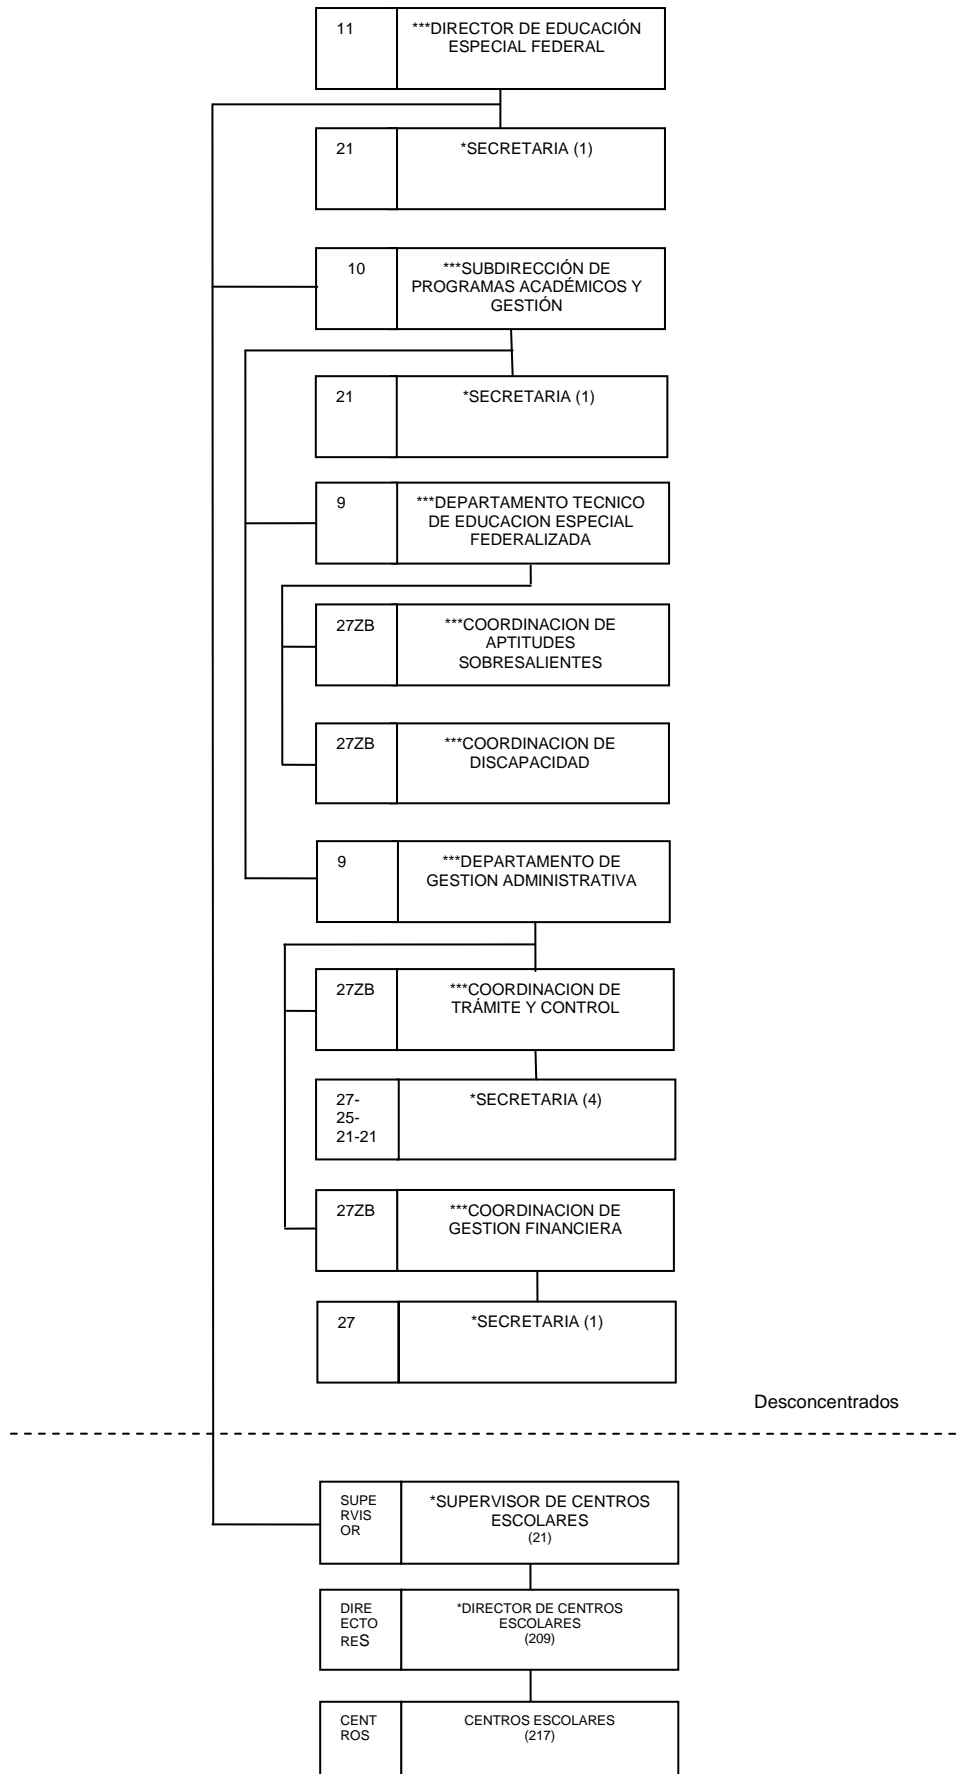 11
***DIRECTOR DE EDUCACIÓN
ESPECIAL FEDERAL
21
*SECRETARIA (1)
10
***SUBDIRECCIÓN DE
PROGRAMAS ACADÉMICOS Y
GESTIÓN
21
*SECRETARIA (1)
9
***DEPARTAMENTO TECNICO
DE EDUCACION ESPECIAL
FEDERALIZADA
27ZB
***COORDINACION DE
APTITUDES
SOBRESALIENTES
27ZB
***COORDINACION DE
DISCAPACIDAD
9
***DEPARTAMENTO DE
GESTION ADMINISTRATIVA
27ZB
***COORDINACION DE
TRÁMITE Y CONTROL
27-
25-
21-21
*SECRETARIA (4)
27ZB
***COORDINACION DE
GESTION FINANCIERA
27
*SECRETARIA (1)
Desconcentrados
SUPE
RVIS
OR
*SUPERVISOR DE CENTROS
ESCOLARES
(21)
DIRE
ECTO
RES
*DIRECTOR DE CENTROS
ESCOLARES
(209)
CENT
ROS
CENTROS ESCOLARES
(217)